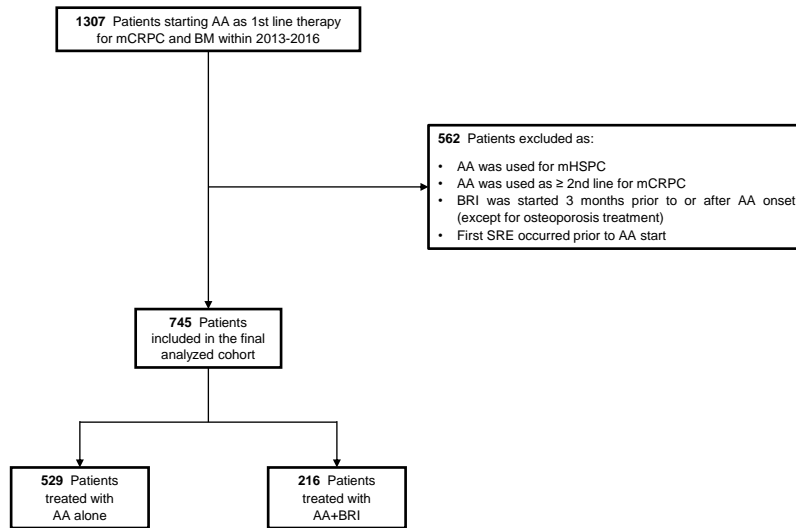 1307 Patients starting AA as 1st line therapy
for mCRPC and BM within 2013-2016
562 Patients excluded as:
• AA was used for mHSPC
• AA was used as ≥ 2nd line for mCRPC
• BRI was started 3 months prior to or after AA onset
(except for osteoporosis treatment)
• First SRE occurred prior to AA start
745 Patients
included in the final
analyzed cohort
529 Patients
treated with
AA alone
216 Patients
treated with
AA+BRI